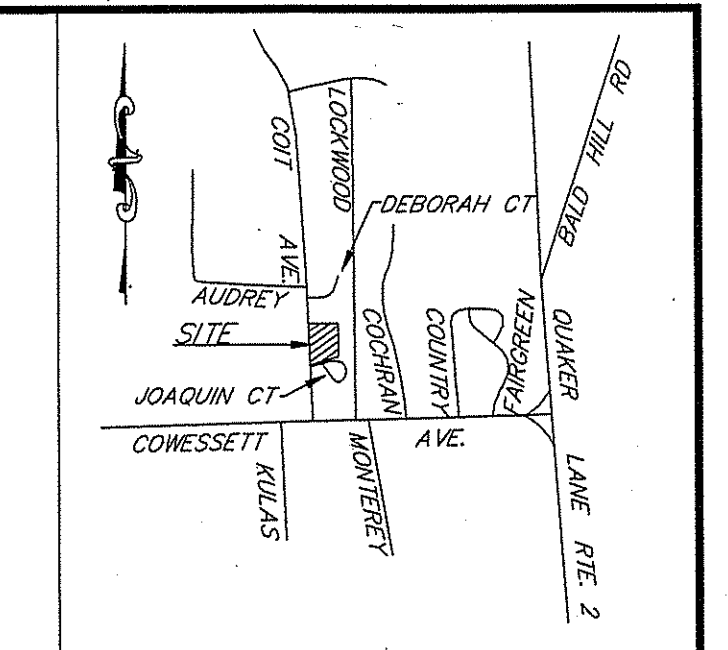 BALD HILL RD
COIT AVE.
LOCKWOOD
DEBORAH CT
AUDREY
SITE
JOAQUIN CT
COCHRAN
COUNTRY
FAIRGREEN
QUAKER LANE RTE. 2
COWESSETT AVE.
KULAS
MONTEREY